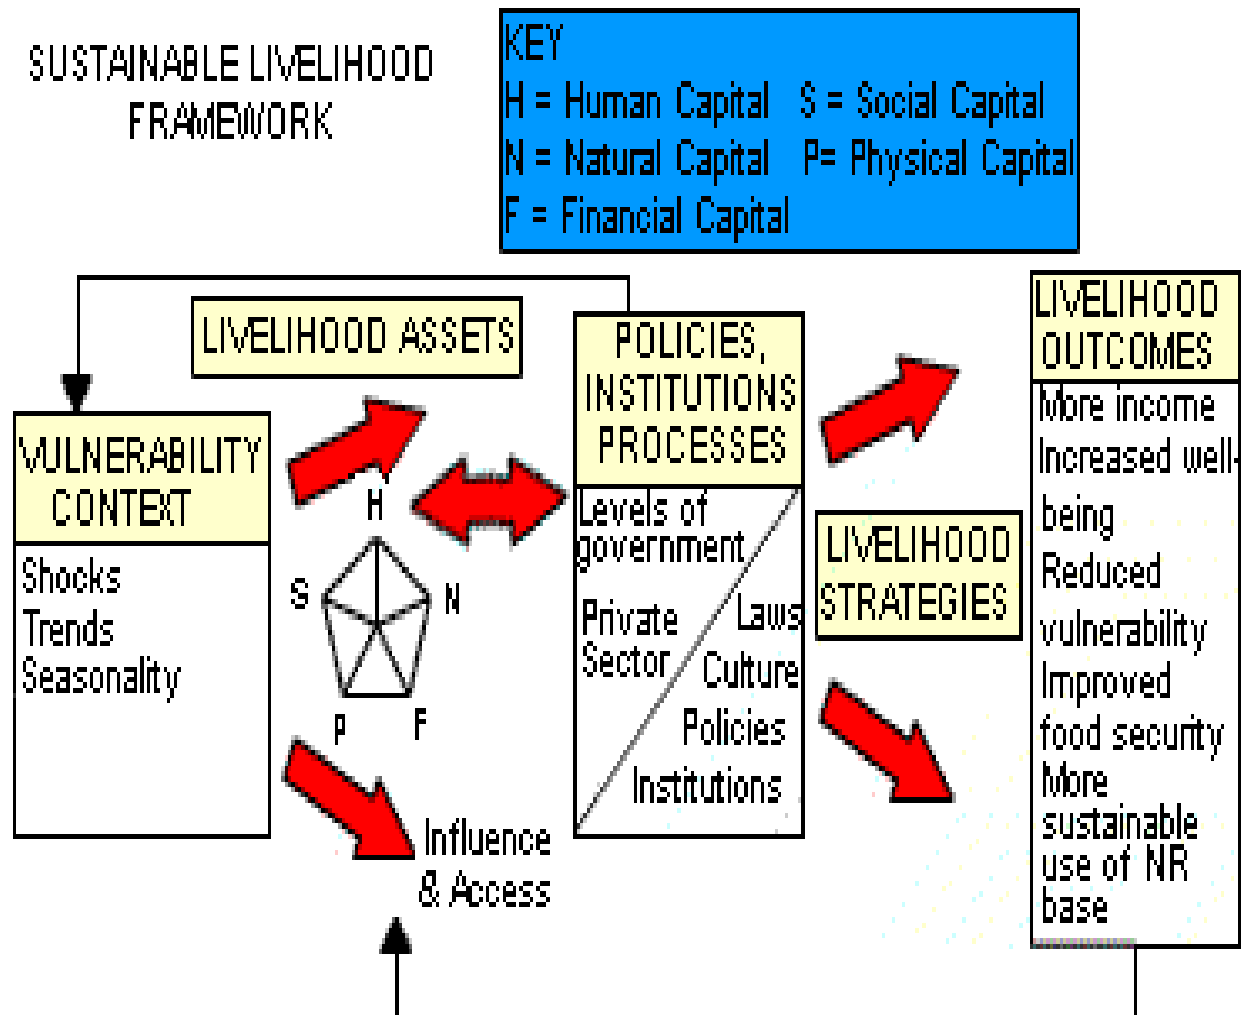 SUSTAINABLE LIVELIHOOD
FRAMEWORK
KEY
H = Human Capital S = Social Capital
N = Natural Capital P= Physical Capital
F = Financial Capital
LIVELIHOOD ASSETS
VULNERABILITY
CONTEXT
Shocks
Trends
Seasonality
H
S
N
P
F
Influence
& Access
POLICIES,
INSTITUTIONS
PROCESSES
Levels of
government
Private
Sector
Laws
Culture
Policies
Institutions
LIVELIHOOD
STRATEGIES
LIVELIHOOD
OUTCOMES
More income
Increased well-
being
Reduced
vulnerability
Improved
food security
More
sustainable
use of NR
base